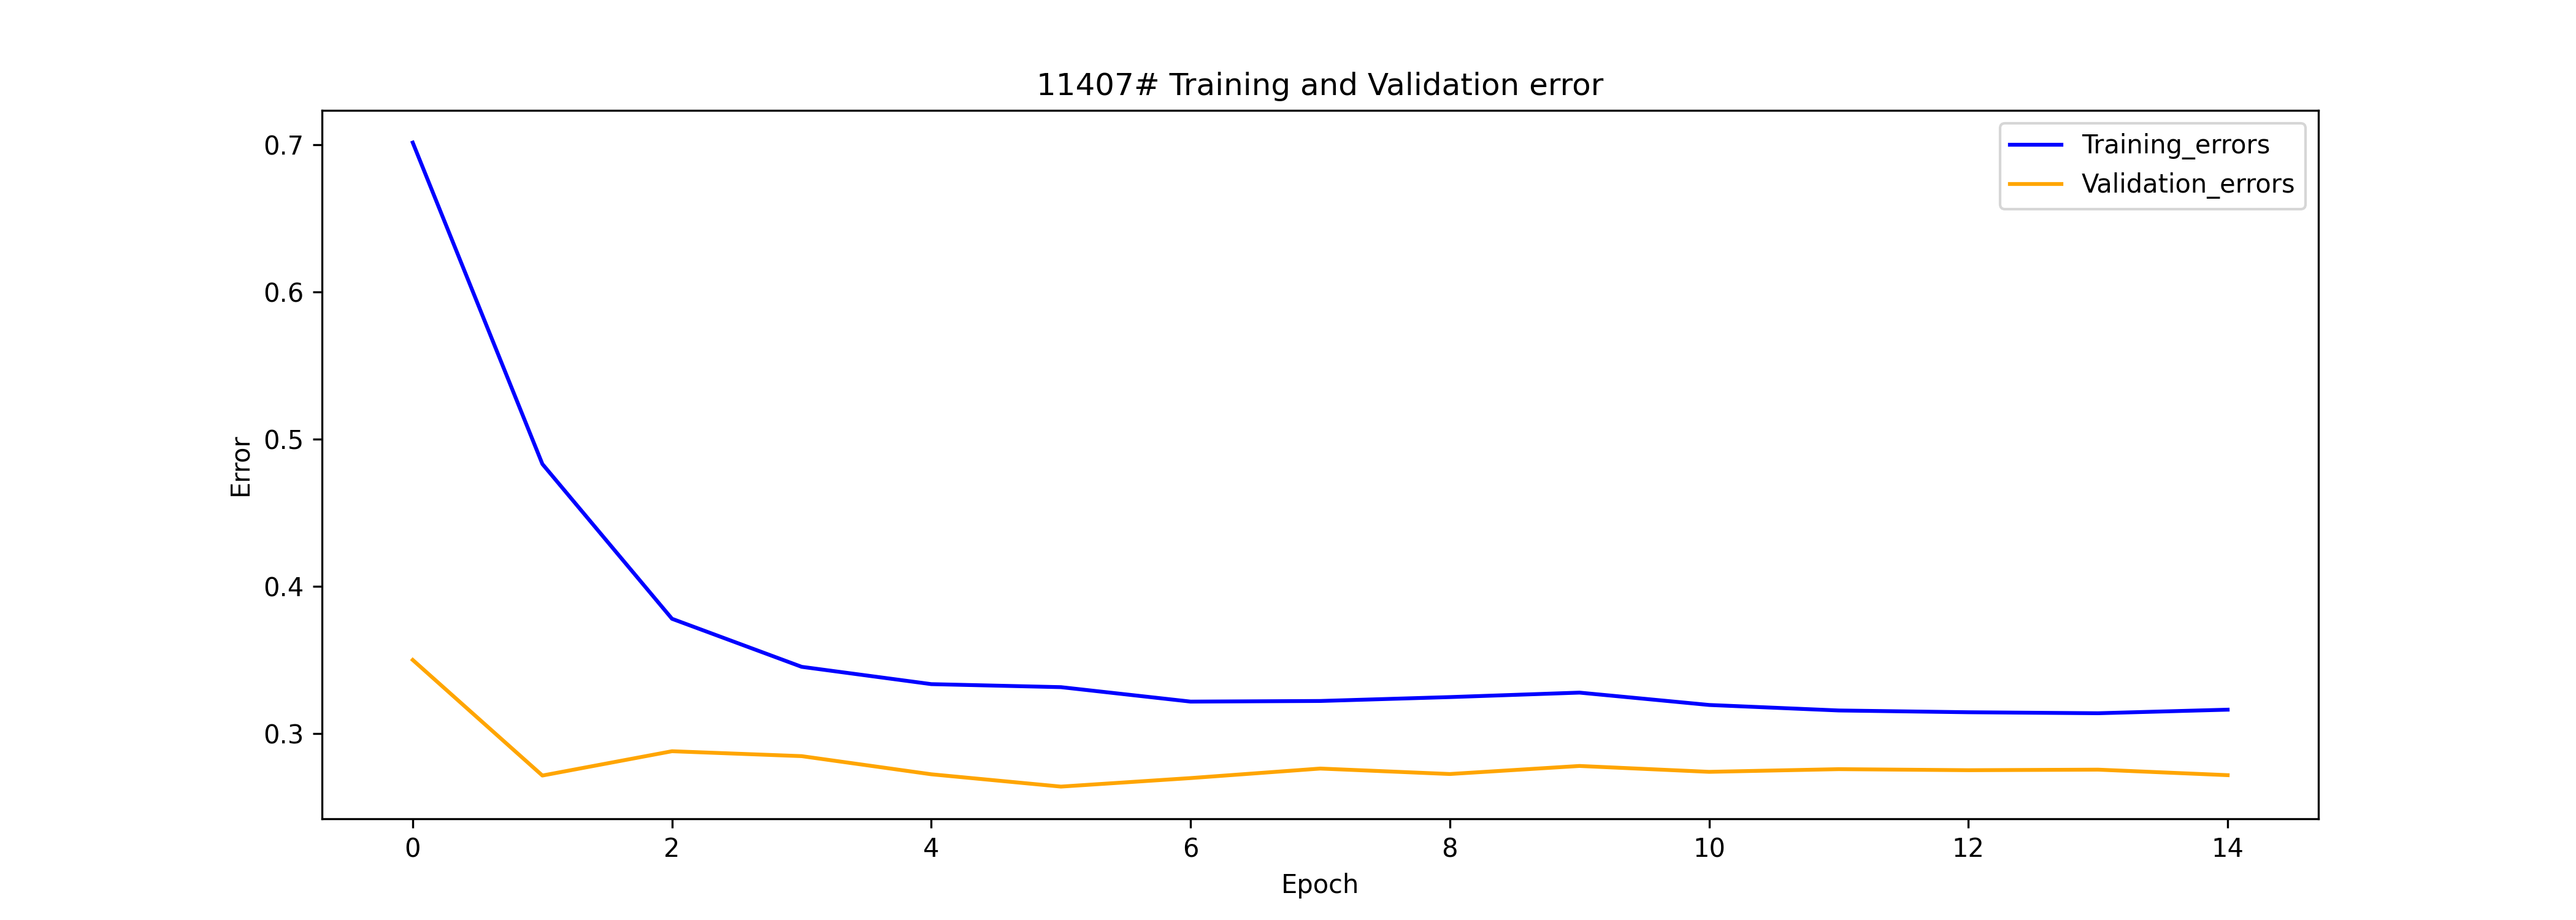 11407# Training and Validation error
Training_errors
Validation_errors
Error
0.7
0.6
0.5
0.4
0.3
0 2 4 6 8 10 12 14
Epoch